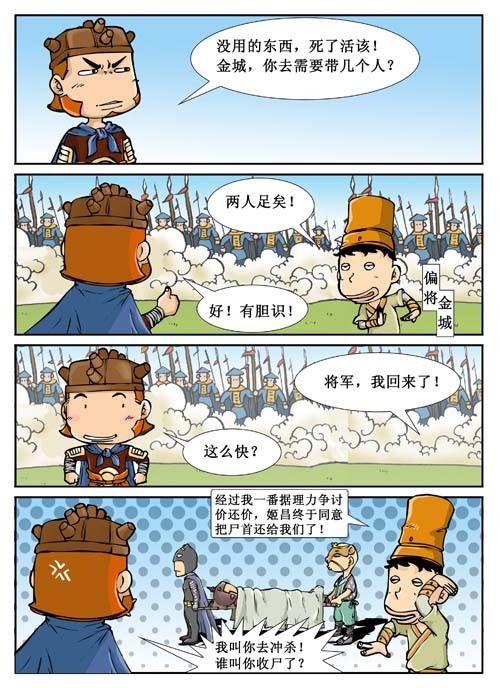 没用的东西，死了活该！
金城，你去需要带几个人？
两人足矣！
好！有胆识！
偏将
金城
将军，我回来了！
这么快？
经过我一番据理力争讨
价还价，姬昌终于同意
把尸首还给我们了！
我叫你去冲杀！
谁叫你收尸了？